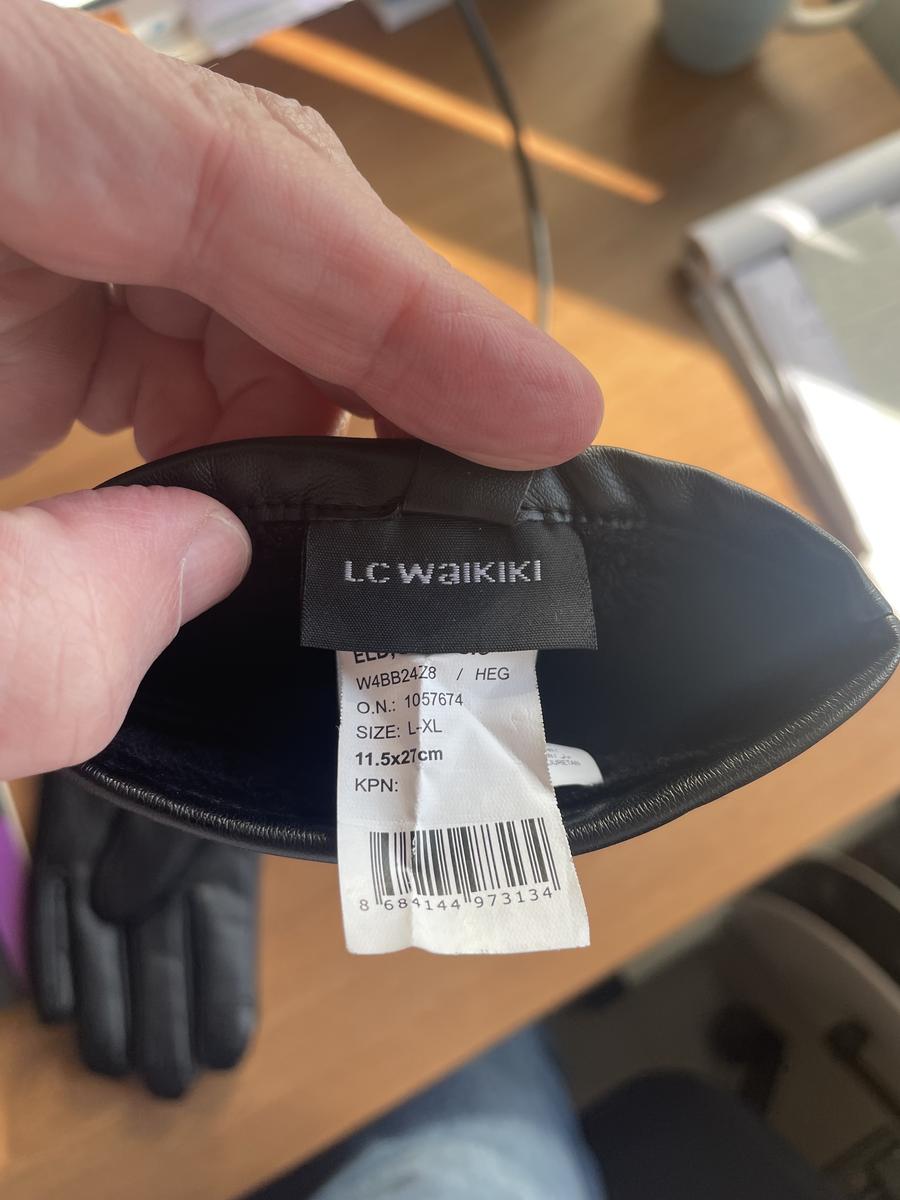 LC WAIKIKI
W4BB24Z8 / HEG
O.N.: 1057674
SIZE: L-XL
11.5x27cm
KPN:
8 684144 973134